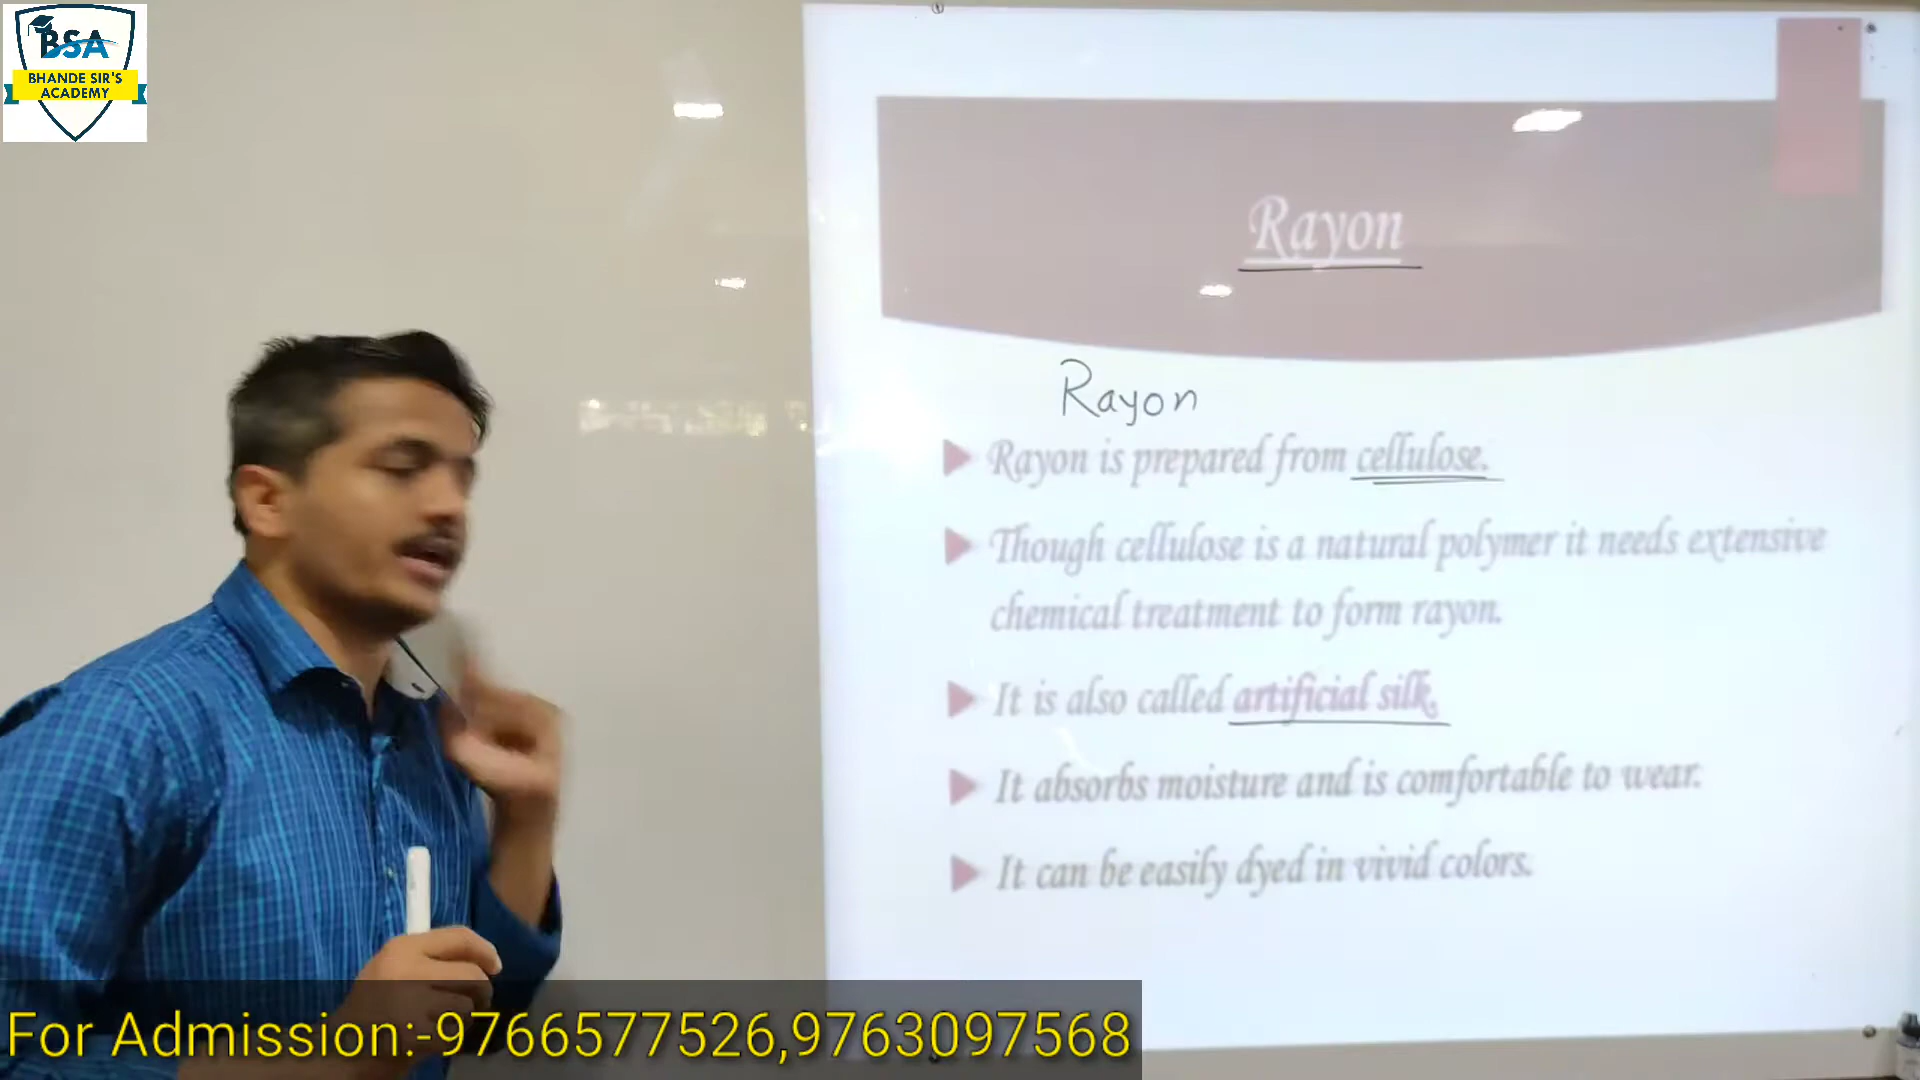 BSA
BHANDE SIR'S
ACADEMY
Rayon
Rayon
Rayon is prepared from cellulose.
Though cellulose is a natural polymer it needs extensive
chemical treatment to form rayon.
It is also called artificial silk.
It absorbs moisture and is comfortable to wear.
It can be easily dyed in vivid colors.
For Admission:-9766577526,9763097568